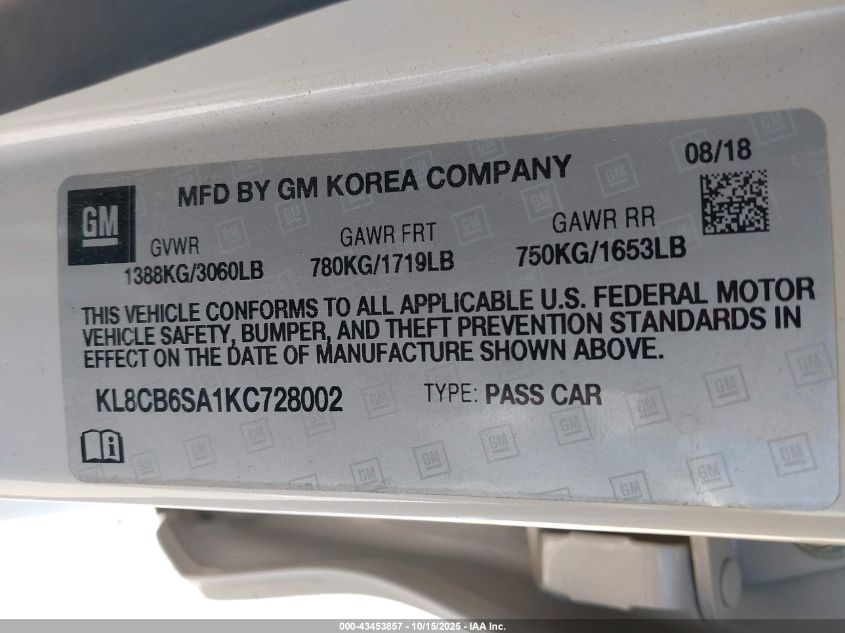 08/18
MFD BY GM KOREA COMPANY
GM
GVWR GAWR FRT GAWR RR
1388KG/3060LB 780KG/1719LB 750KG/1653LB
THIS VEHICLE CONFORMS TO ALL APPLICABLE U.S. FEDERAL MOTOR
VEHICLE SAFETY, BUMPER, AND THEFT PREVENTION STANDARDS IN
EFFECT ON THE DATE OF MANUFACTURE SHOWN ABOVE.
KL8CB6SA1KC728002 TYPE: PASS CAR
000-43453857 - 10/15/2025 - IAA Inc.